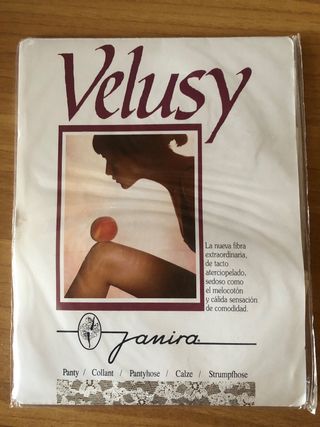 Velusy
La nueva fibra
extraordinaria,
de tacto
aterciopelado,
sedoso como
el melocotón
y cálida sensación
de comodidad.
Janira
Panty / Collant / Pantyhose / Calze / Strumpfhose